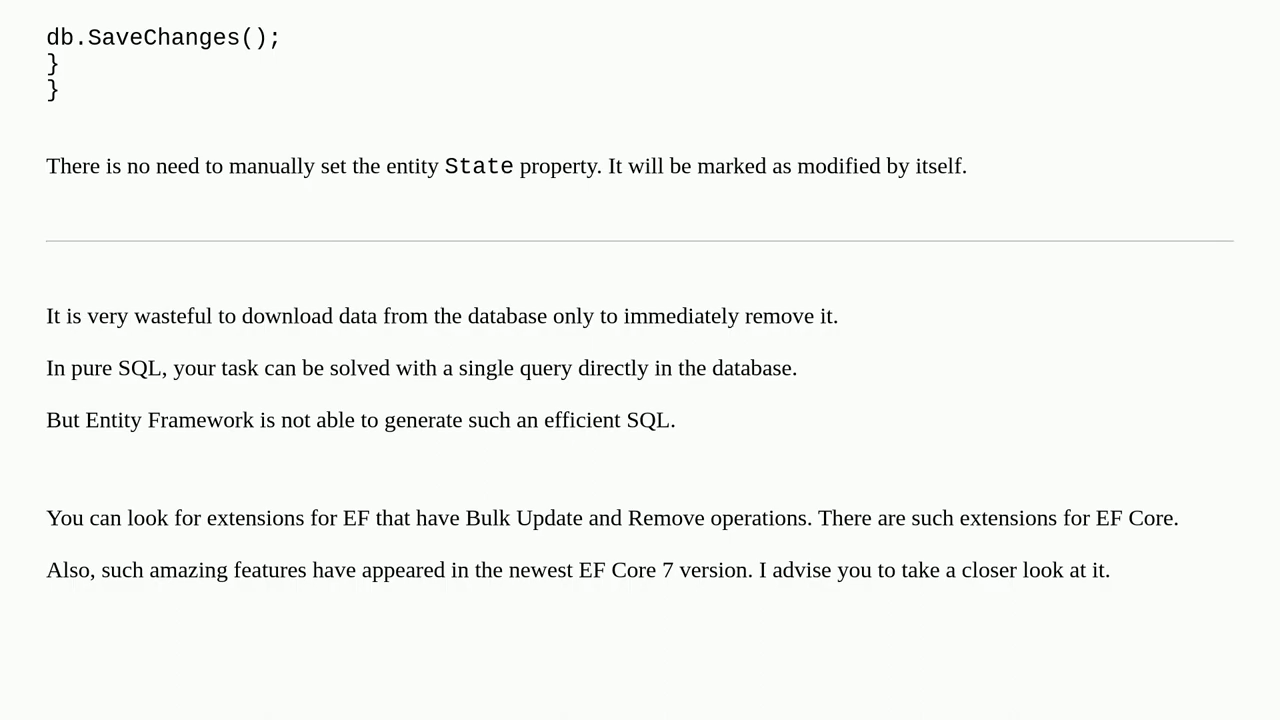 db.SaveChanges();
}
}
There is no need to manually set the entity State property. It will be marked as modified by itself.
It is very wasteful to download data from the database only to immediately remove it.
In pure SQL, your task can be solved with a single query directly in the database.
But Entity Framework is not able to generate such an efficient SQL.
You can look for extensions for EF that have Bulk Update and Remove operations. There are such extensions for EF Core.
Also, such amazing features have appeared in the newest EF Core 7 version. I advise you to take a closer look at it.